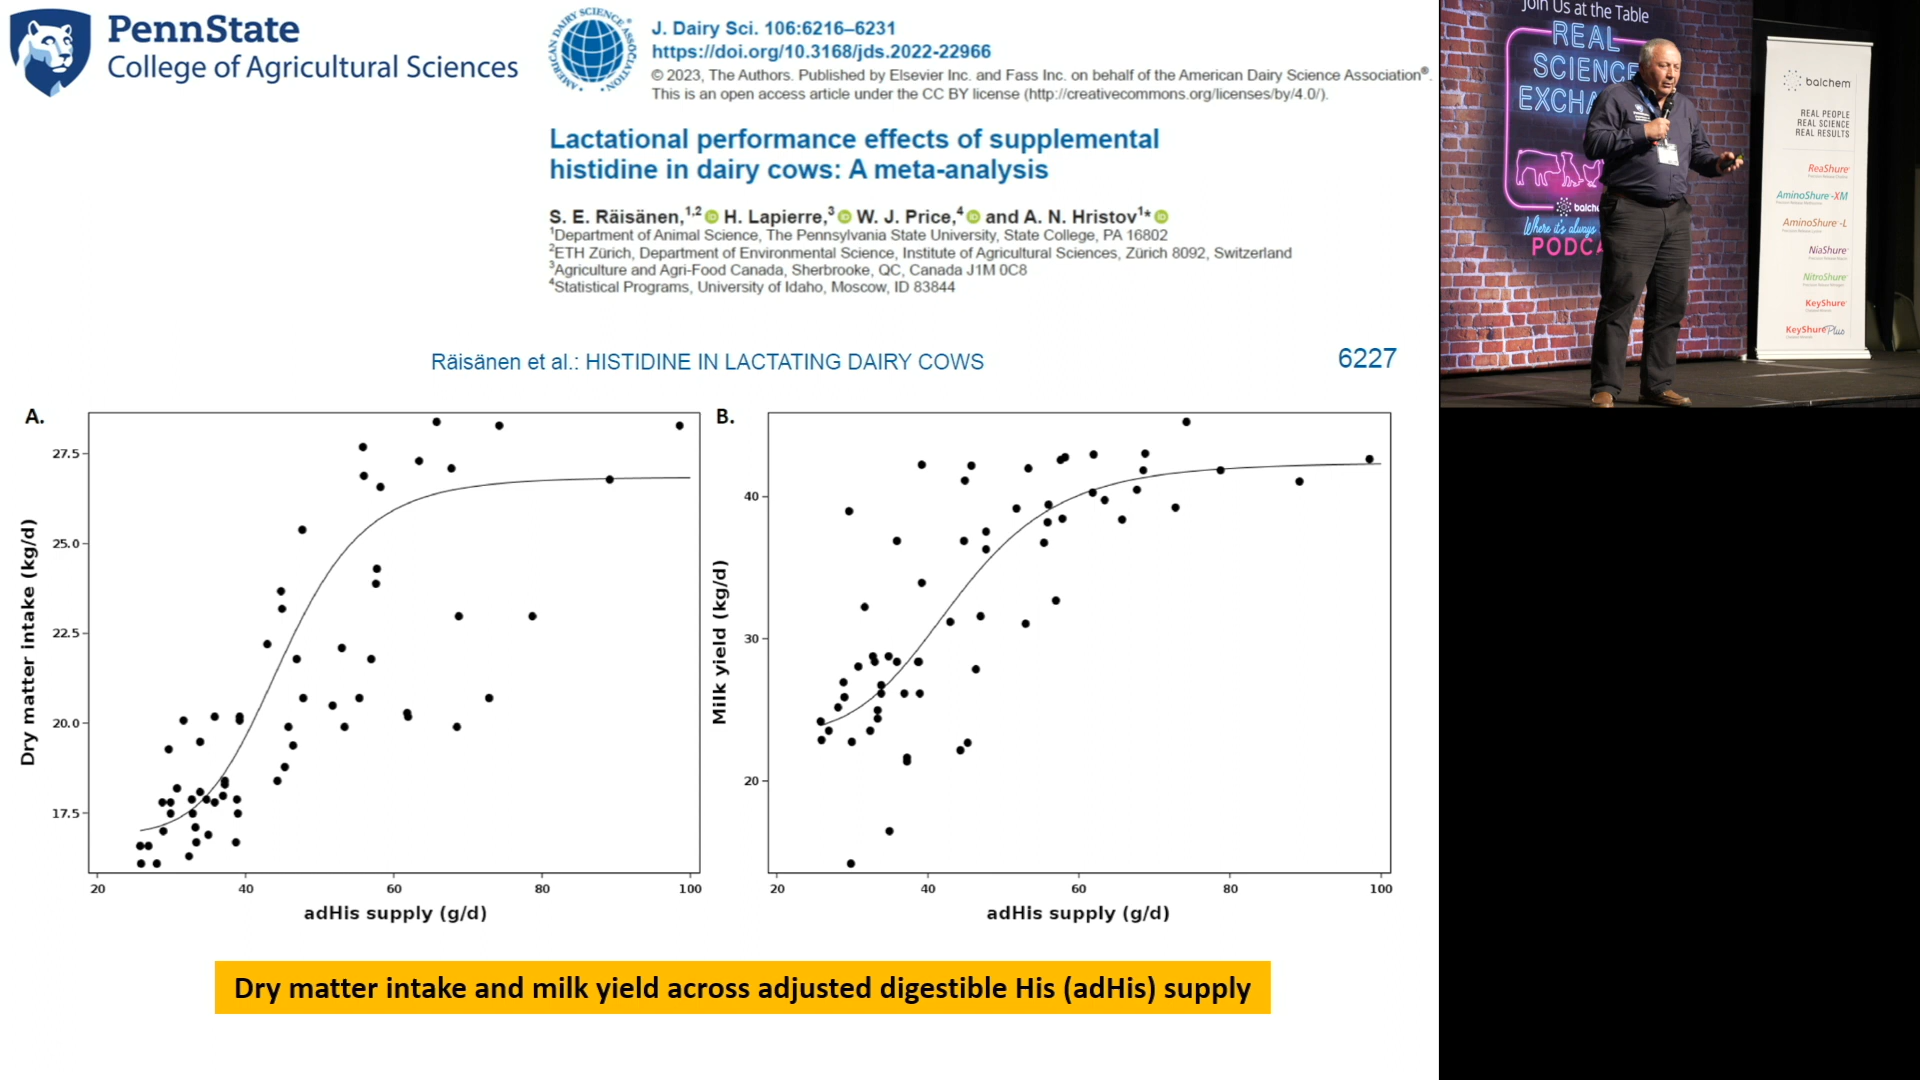 PennState
College of Agricultural Sciences
AMERICAN DAIRY SCIENCE ASSOCIATION®
J. Dairy Sci. 106:6216–6231
https://doi.org/10.3168/jds.2022-22966
© 2023, The Authors. Published by Elsevier Inc. and Fass Inc. on behalf of the American Dairy Science Association®.
This is an open access article under the CC BY license (http://creativecommons.org/licenses/by/4.0/).
Lactational performance effects of supplemental
histidine in dairy cows: A meta-analysis
S. E. Räisänen,1,2 iD H. Lapierre,3 iD W. J. Price,4 iD and A. N. Hristov1* iD
1Department of Animal Science, The Pennsylvania State University, State College, PA 16802
2ETH Zürich, Department of Environmental Science, Institute of Agricultural Sciences, Zürich 8092, Switzerland
3Agriculture and Agri-Food Canada, Sherbrooke, QC, Canada J1M 0C8
4Statistical Programs, University of Idaho, Moscow, ID 83844
Räisänen et al.: HISTIDINE IN LACTATING DAIRY COWS
6227
A.
Dry matter intake (kg/d)
27.5
25.0
22.5
20.0
17.5
20 40 60 80 100
adHis supply (g/d)
B.
Milk yield (kg/d)
40
30
20
20 40 60 80 100
adHis supply (g/d)
Dry matter intake and milk yield across adjusted digestible His (adHis) supply
Join Us at the Table
REAL
SCIENCE
EXCHA
balch
Where it's always
PODCA
balchem
REAL PEOPLE
REAL SCIENCE
REAL RESULTS
ReaShure
AminoShure-XM
AminoShure-L
NiaShure
NitroShure
KeyShure
KeyShure Plus